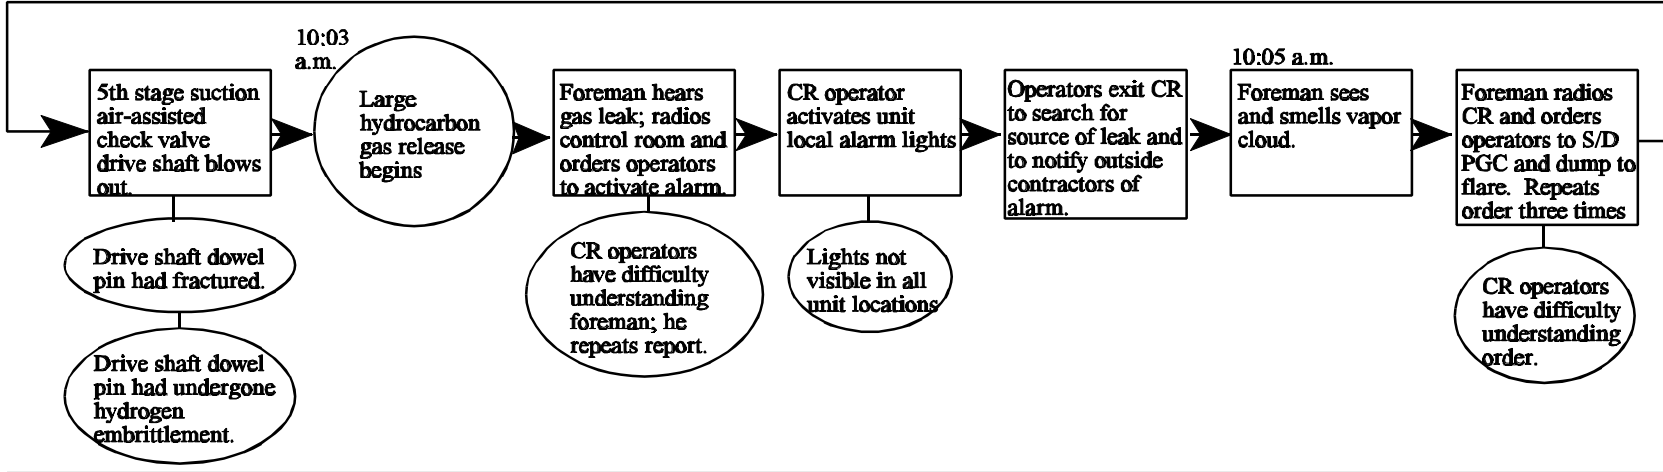 10:03
a.m.
5th stage suction
air-assisted
check valve
drive shaft blows
out.
Drive shaft dowel
pin had fractured.
Drive shaft dowel
pin had undergone
hydrogen
embrittlement.
Large
hydrocarbon
gas release
begins
Foreman hears
gas leak; radios
control room and
orders operators
to activate alarm.
CR operators
have difficulty
understanding
foreman; he
repeats report.
CR operator
activates unit
local alarm lights
Lights not
visible in all
unit locations
Operators exit CR
to search for
source of leak and
to notify outside
contractors of
alarm.
10:05 a.m.
Foreman sees
and smells vapor
cloud.
Foreman radios
CR and orders
operators to S/D
PGC and dump to
flare. Repeats
order three times
CR operators
have difficulty
understanding
order.